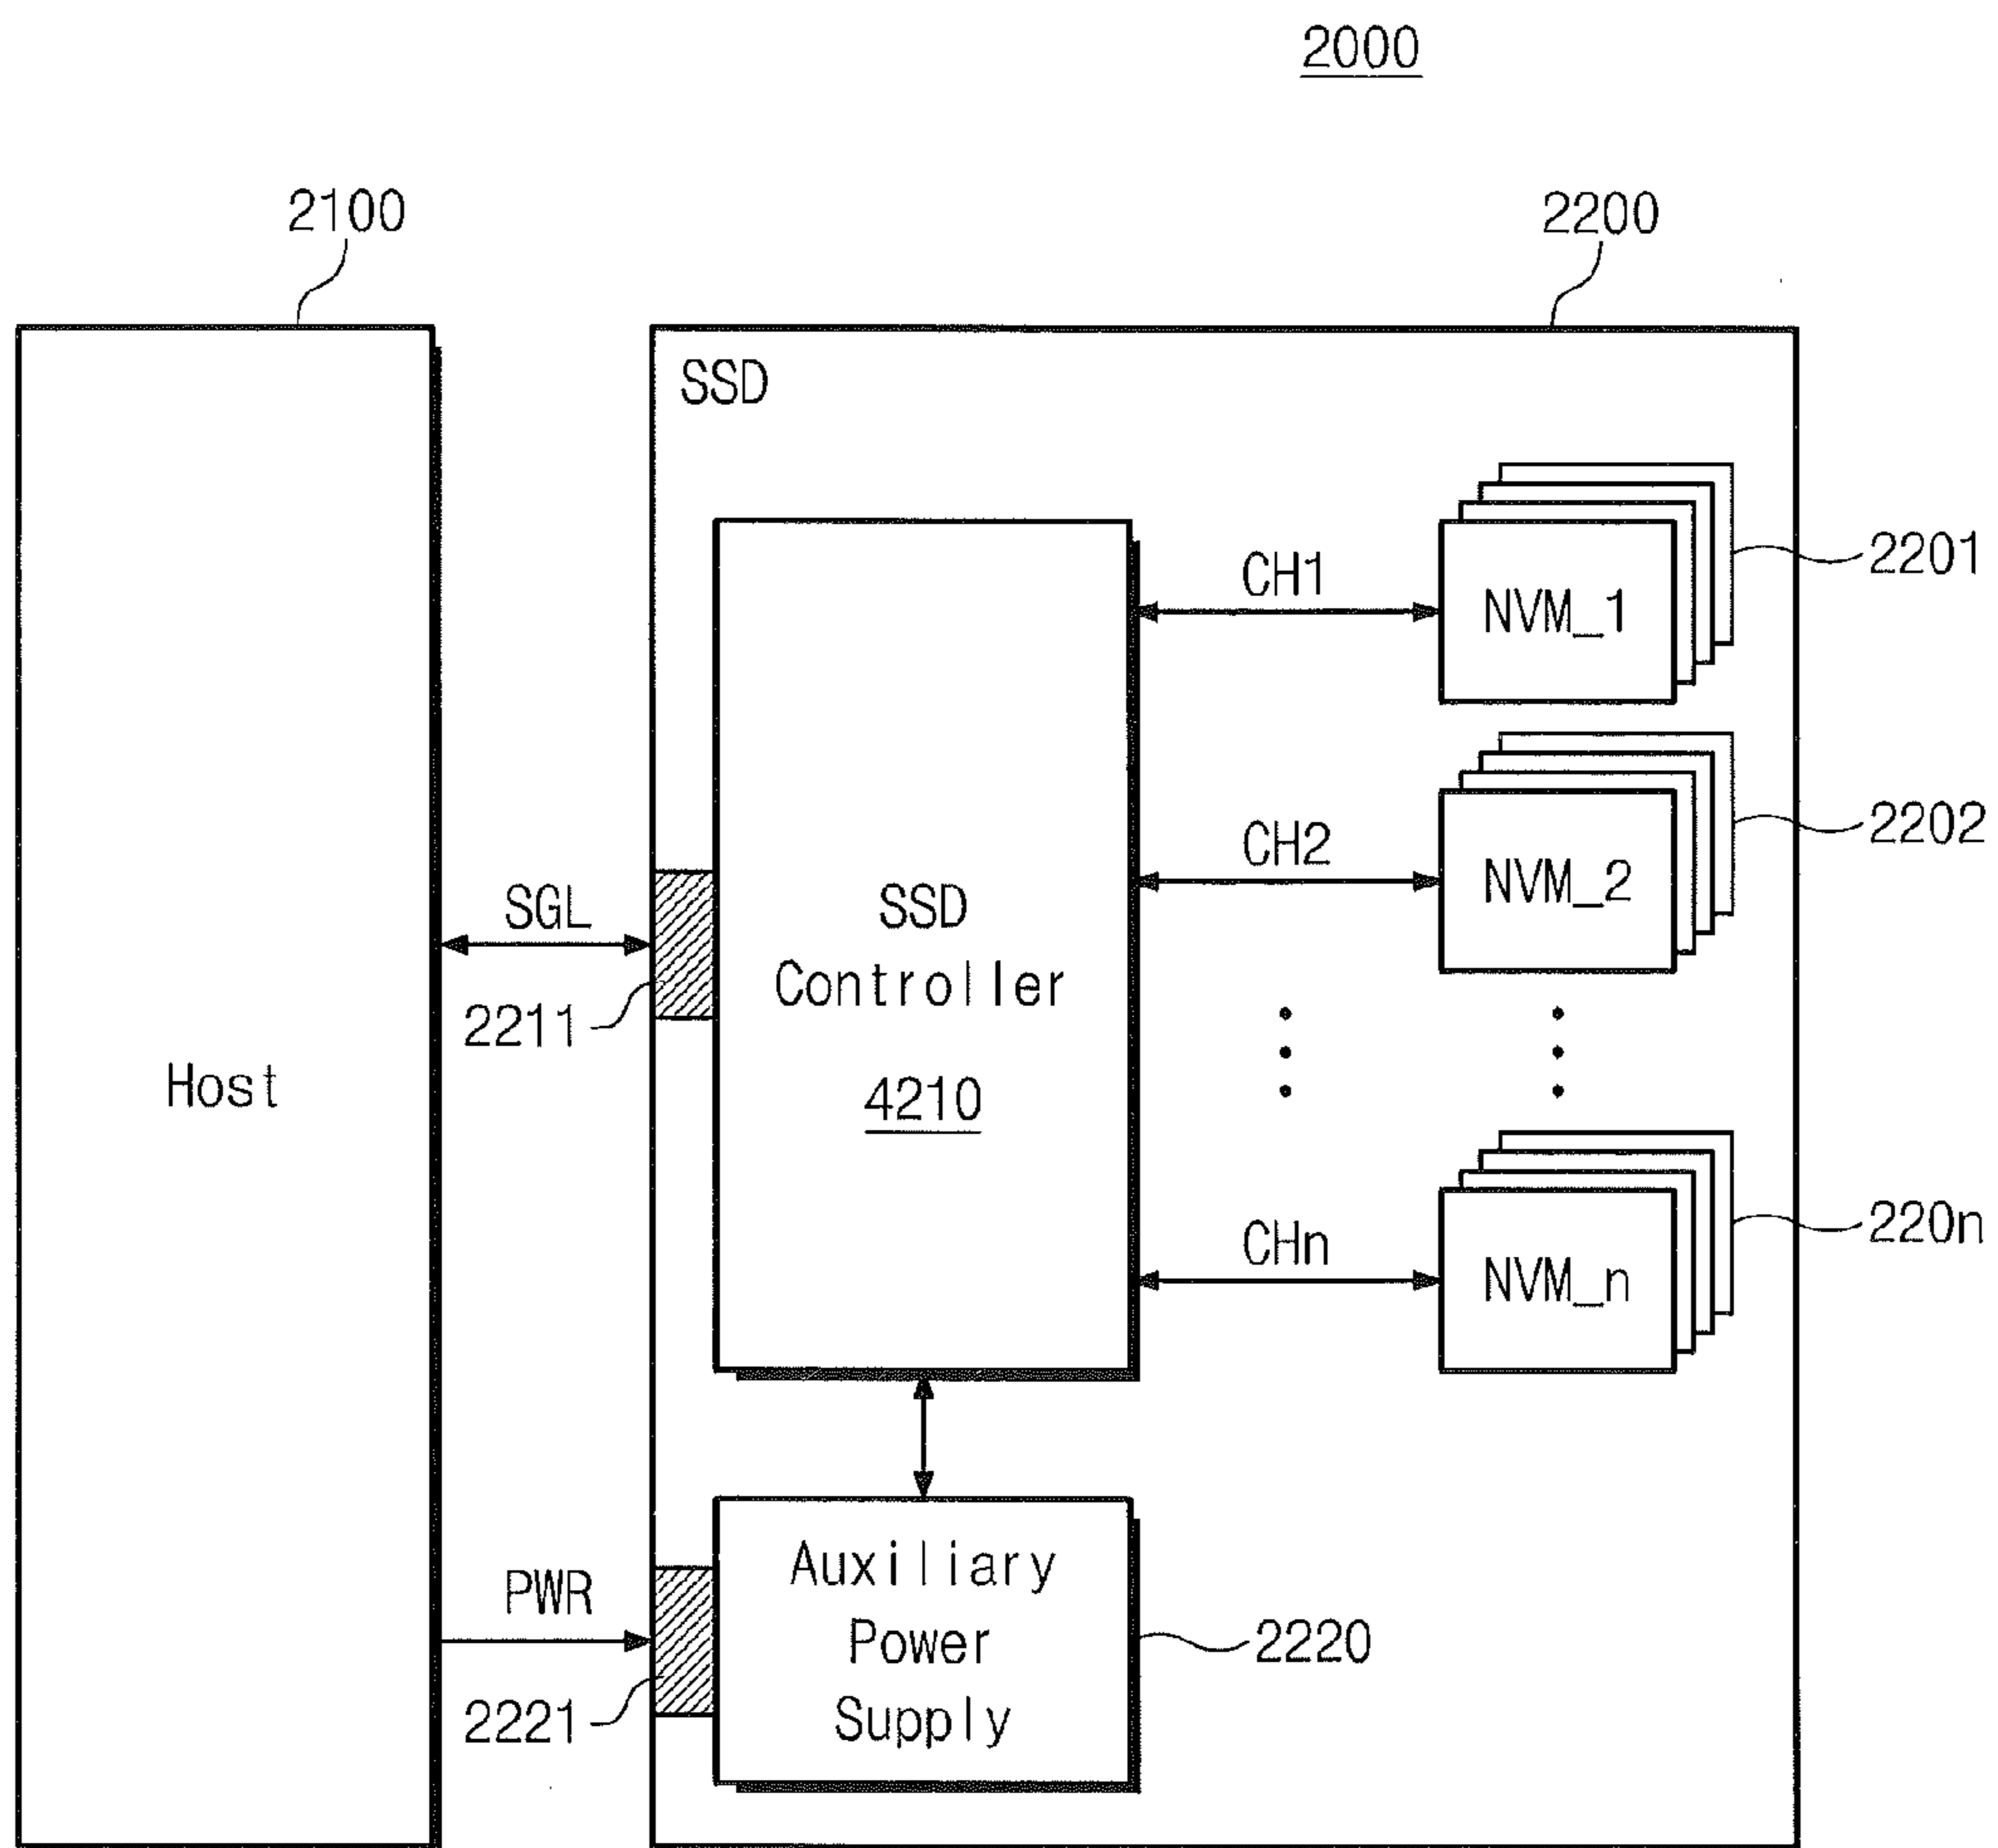 2000
2100
2200
SSD
CH1
NVM_1
2201
CH2
NVM_2
2202
SGL
2211
SSD
Controller
4210
Host
CHn
NVM_n
220n
PWR
2221
Auxiliary
Power
Supply
2220